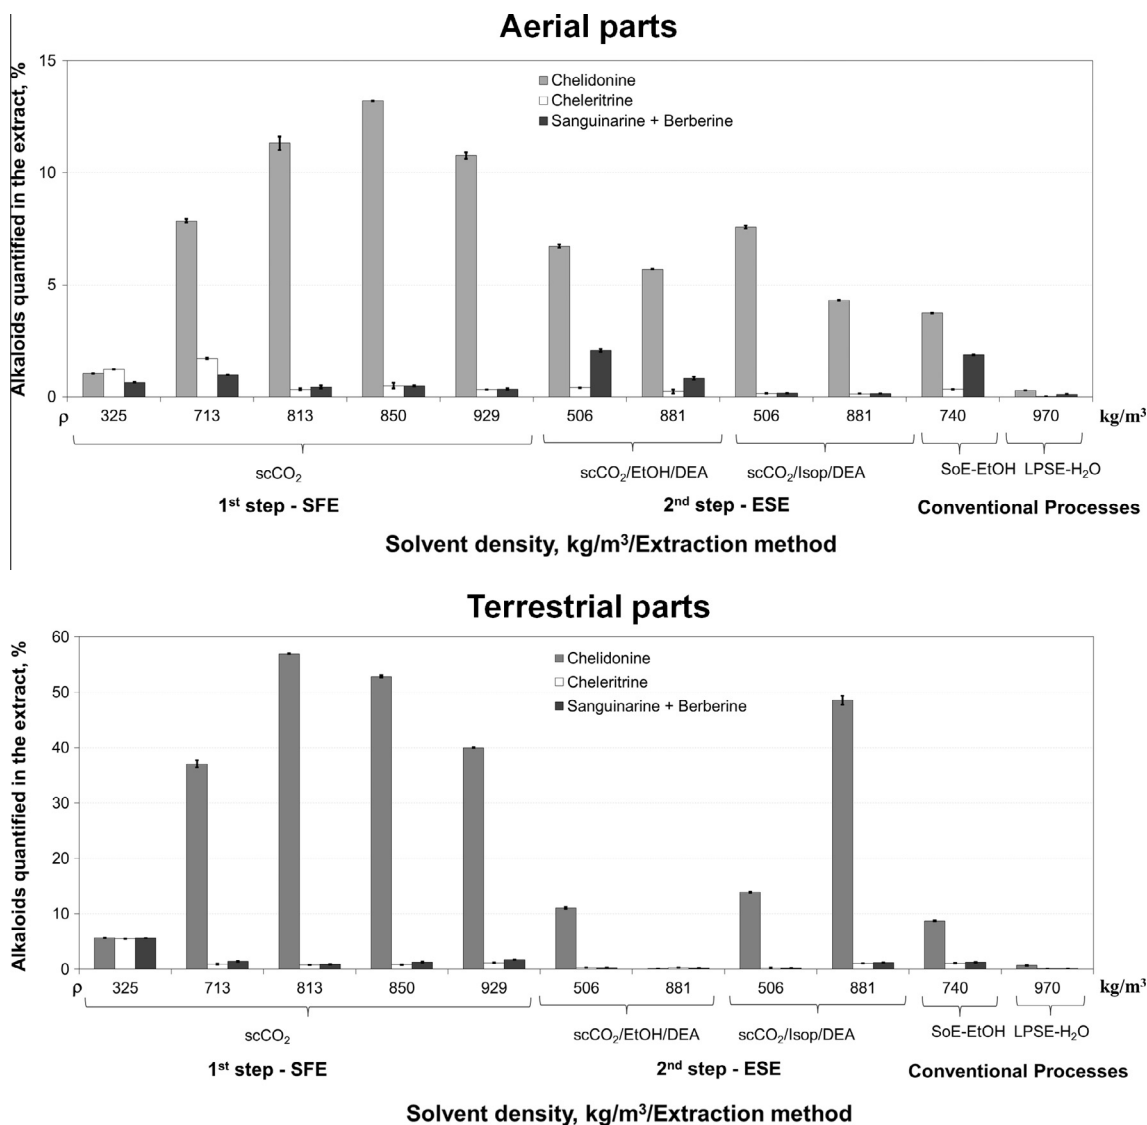 Aerial parts
Alkaloids quantified in the extract, %
15
10
5
0
Chelidonine
Cheleritrine
Sanguinarine + Berberine
ρ 325 713 813 850 929 506 881 506 881 740 970 kg/m³
scCO₂ scCO₂/EtOH/DEA scCO₂/Isop/DEA SoE-EtOH LPSE-H₂O
1ˢᵗ step - SFE 2ⁿᵈ step - ESE Conventional Processes
Solvent density, kg/m³/Extraction method
Terrestrial parts
Alkaloids quantified in the extract, %
60
50
40
30
20
10
0
Chelidonine
Cheleritrine
Sanguinarine + Berberine
ρ 325 713 813 850 929 506 881 506 881 740 970 kg/m³
scCO₂ scCO₂/EtOH/DEA scCO₂/Isop/DEA SoE-EtOH LPSE-H₂O
1ˢᵗ step - SFE 2ⁿᵈ step - ESE Conventional Processes
Solvent density, kg/m³/Extraction method